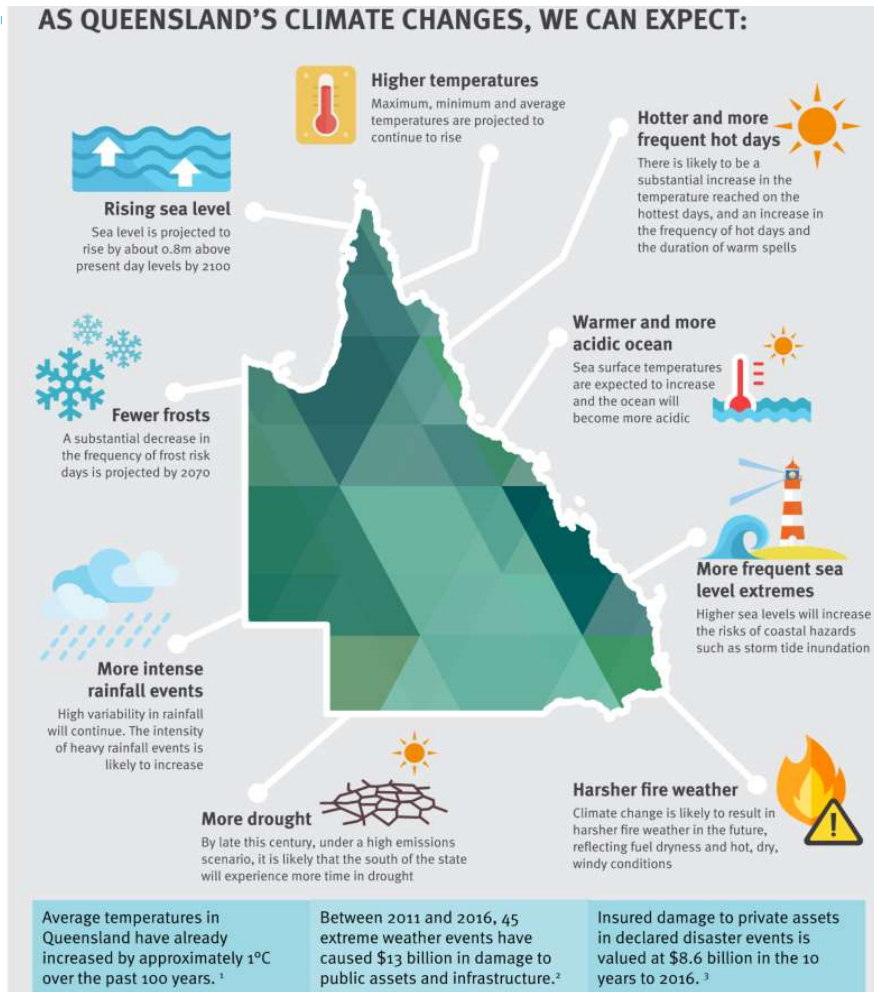 AS QUEENSLAND'S CLIMATE CHANGES, WE CAN EXPECT:
Higher temperatures
Maximum, minimum and average
temperatures are projected to
continue to rise
Hotter and more
frequent hot days
There is likely to be a
substantial increase in the
temperature reached on the
hottest days, and an increase in
the frequency of hot days and
the duration of warm spells
Rising sea level
Sea level is projected to
rise by about 0.8m above
present day levels by 2100
Warmer and more
acidic ocean
Sea surface temperatures
are expected to increase
and the ocean will
become more acidic
Fewer frosts
A substantial decrease in
the frequency of frost risk
days is projected by 2070
More frequent sea
level extremes
Higher sea levels will increase
the risks of coastal hazards
such as storm tide inundation
More intense
rainfall events
High variability in rainfall
will continue. The intensity
of heavy rainfall events is
likely to increase
More drought
By late this century, under a high emissions
scenario, it is likely that the south of the state
will experience more time in drought
Harsher fire weather
Climate change is likely to result in
harsher fire weather in the future,
reflecting fuel dryness and hot, dry,
windy conditions
!
Average temperatures in
Queensland have already
increased by approximately 1°C
over the past 100 years. ¹
Between 2011 and 2016, 45
extreme weather events have
caused $13 billion in damage to
public assets and infrastructure.²
Insured damage to private assets
in declared disaster events is
valued at $8.6 billion in the 10
years to 2016. ³